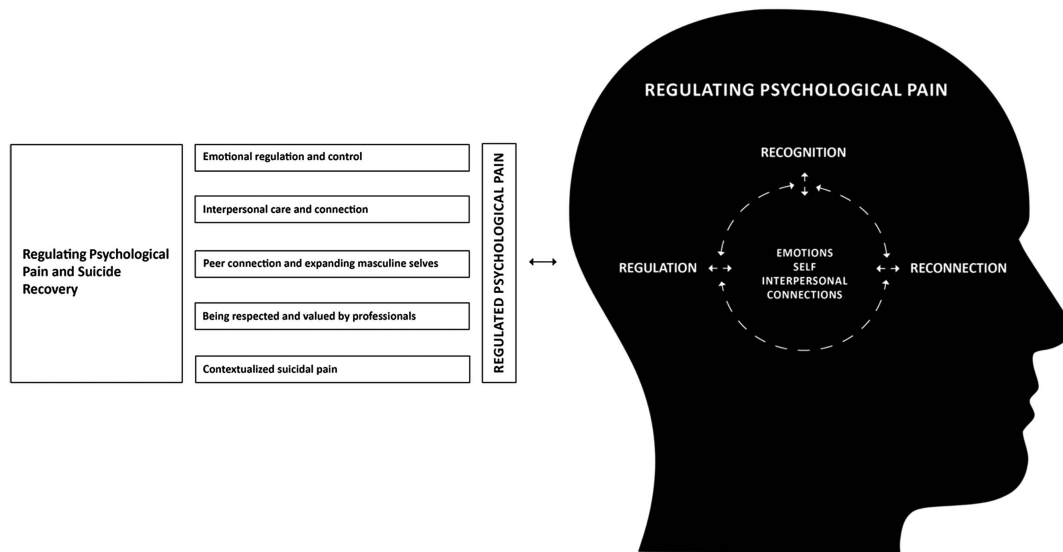 Regulating Psychological
Pain and Suicide
Recovery
Emotional regulation and control
Interpersonal care and connection
Peer connection and expanding masculine selves
Being respected and valued by professionals
Contextualized suicidal pain
REGULATED PSYCHOLOGICAL PAIN
REGULATING PSYCHOLOGICAL PAIN
RECOGNITION
REGULATION
EMOTIONS
SELF
INTERPERSONAL
CONNECTIONS
RECONNECTION